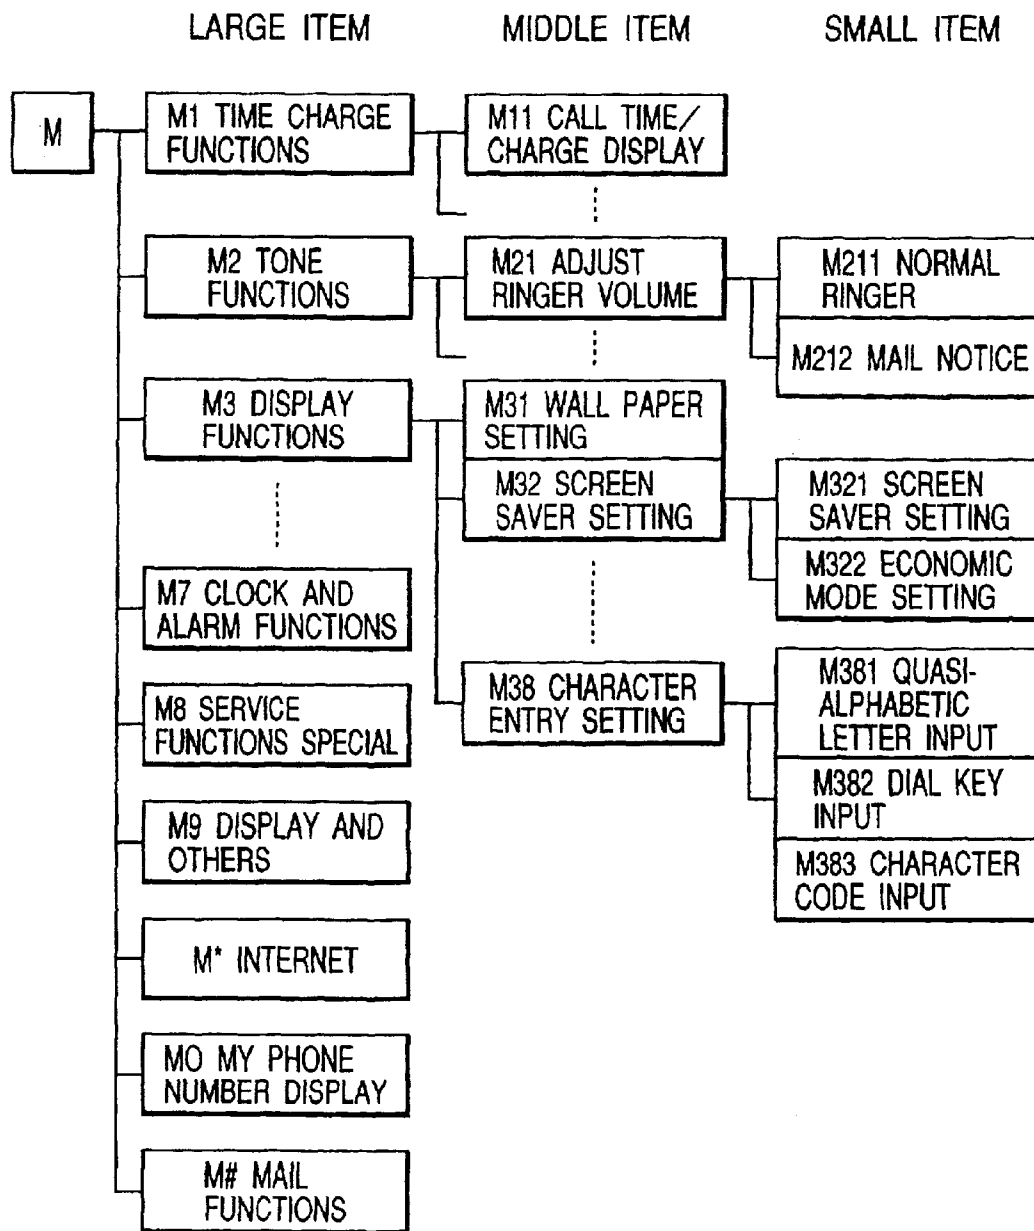 LARGE ITEM
MIDDLE ITEM
SMALL ITEM
M
M1 TIME CHARGE
FUNCTIONS
M11 CALL TIME/
CHARGE DISPLAY
M2 TONE
FUNCTIONS
M21 ADJUST
RINGER VOLUME
M211 NORMAL
RINGER
M212 MAIL NOTICE
M3 DISPLAY
FUNCTIONS
M31 WALL PAPER
SETTING
M32 SCREEN
SAVER SETTING
M321 SCREEN
SAVER SETTING
M322 ECONOMIC
MODE SETTING
M7 CLOCK AND
ALARM FUNCTIONS
M38 CHARACTER
ENTRY SETTING
M381 QUASI-
ALPHABETIC
LETTER INPUT
M382 DIAL KEY
INPUT
M383 CHARACTER
CODE INPUT
M8 SERVICE
FUNCTIONS SPECIAL
M9 DISPLAY AND
OTHERS
M* INTERNET
M0 MY PHONE
NUMBER DISPLAY
M# MAIL
FUNCTIONS